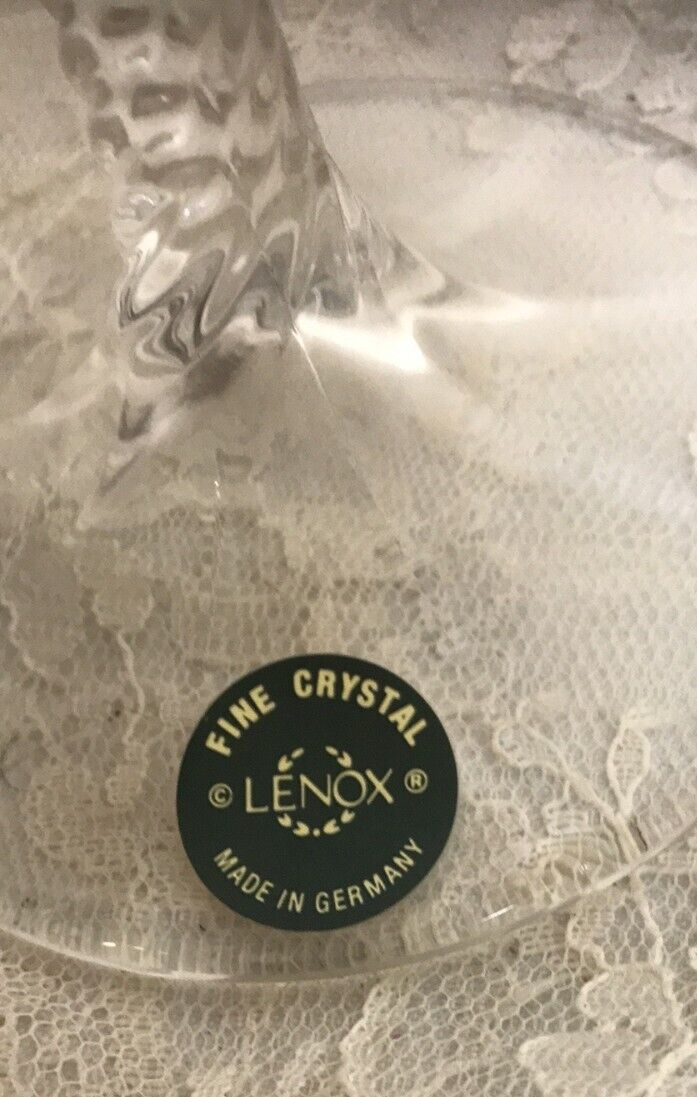 FINE CRYSTAL
© LENOX ®
MADE IN GERMANY